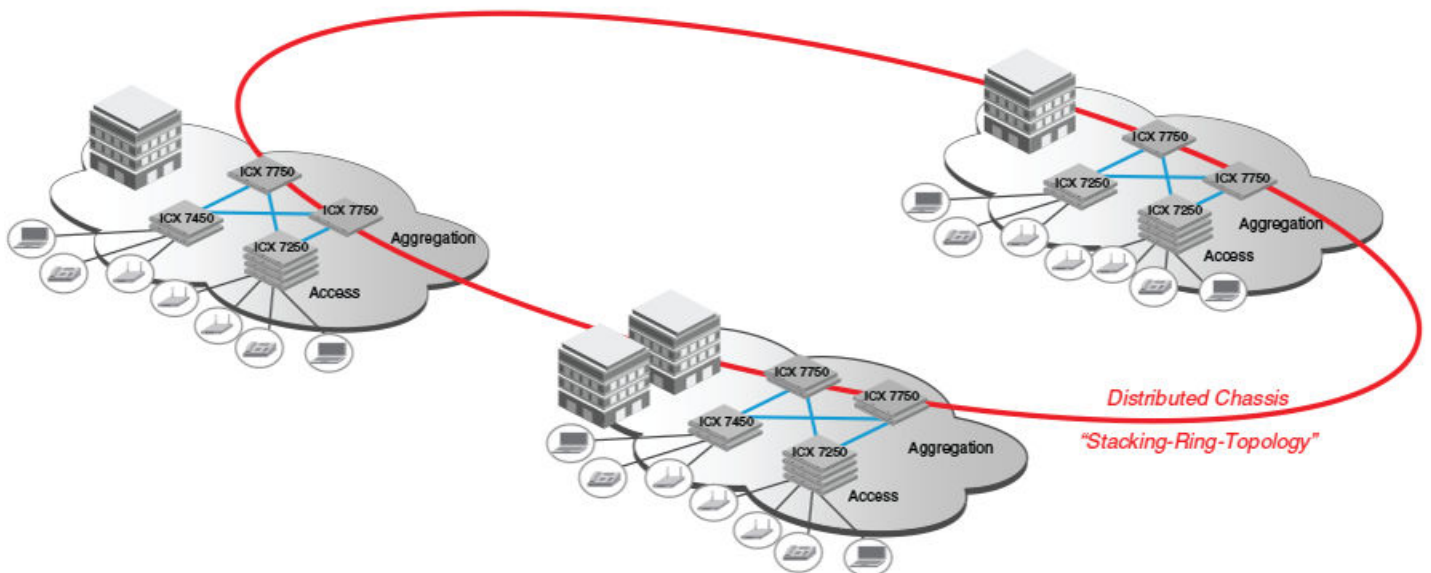 ICX 7750
ICX 7450
ICX 7750
ICX 7250
Aggregation
Access
ICX 7750
ICX 7250
ICX 7750
ICX 7250
Aggregation
Access
ICX 7750
ICX 7750
ICX 7450
ICX 7250
Aggregation
Access
Distributed Chassis
“Stacking-Ring-Topology”